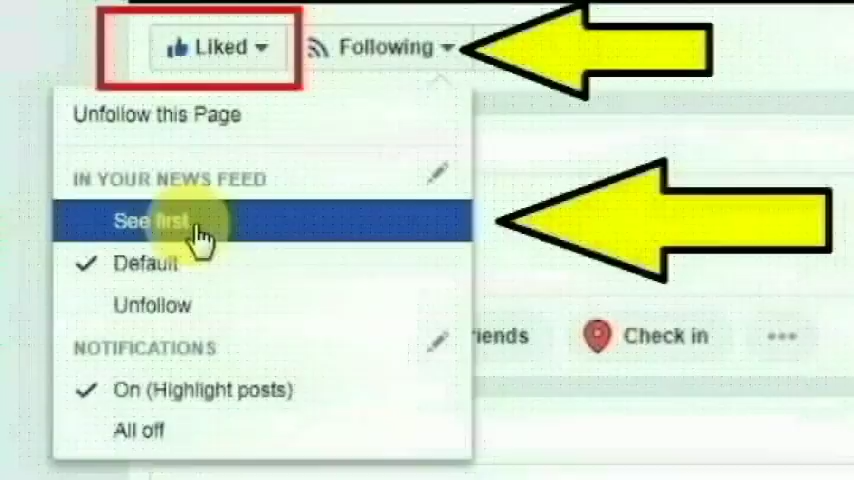 Liked Following
Unfollow this Page
IN YOUR NEWS FEED
See first
Default
Unfollow
NOTIFICATIONS
On (Highlight posts)
All off
riends Check in